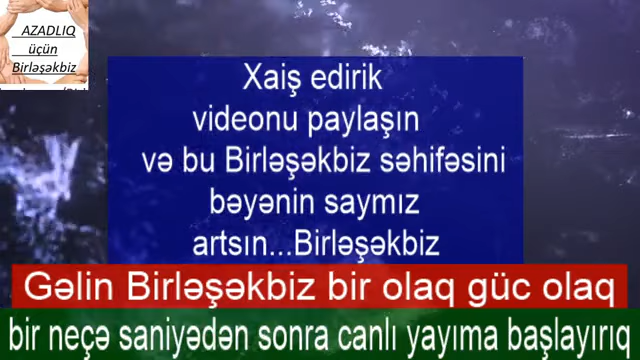 AZADLIQ
üçün
Birləşəkbiz
Xaiş edirik
videonu paylaşın
və bu Birləşəkbiz səhifəsini
bəyənin saymız
artsın...Birləşəkbiz
Gəlin Birləşəkbiz bir olaq güc olaq
bir neçə saniyədən sonra canlı yayıma başlayırıq